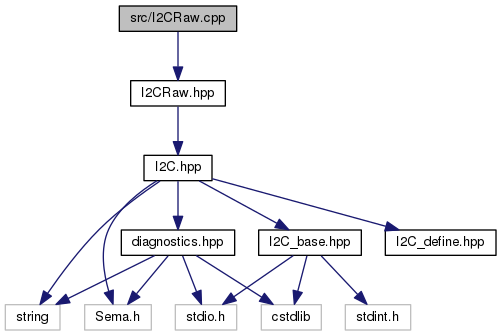 src/I2CRaw.cpp
I2CRaw.hpp
I2C.hpp
diagnostics.hpp
I2C_base.hpp
I2C_define.hpp
string
Sema.h
stdio.h
cstdlib
stdint.h